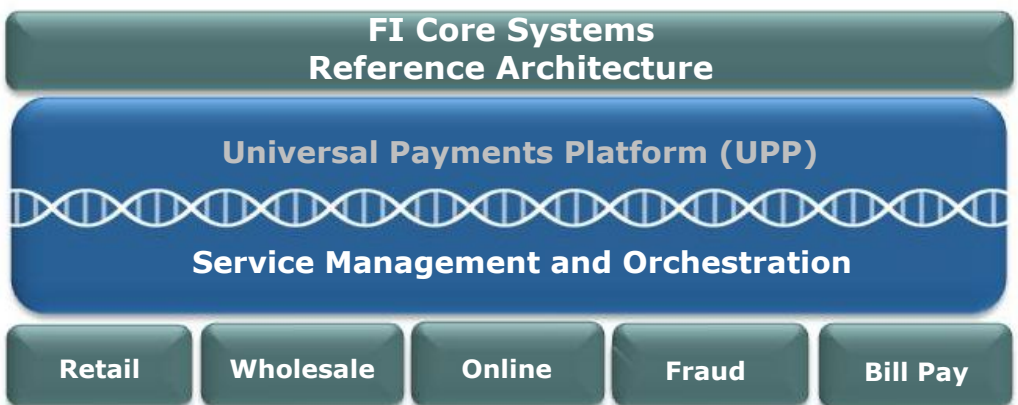 FI Core Systems
Reference Architecture
Universal Payments Platform (UPP)
Service Management and Orchestration
Retail
Wholesale
Online
Fraud
Bill Pay